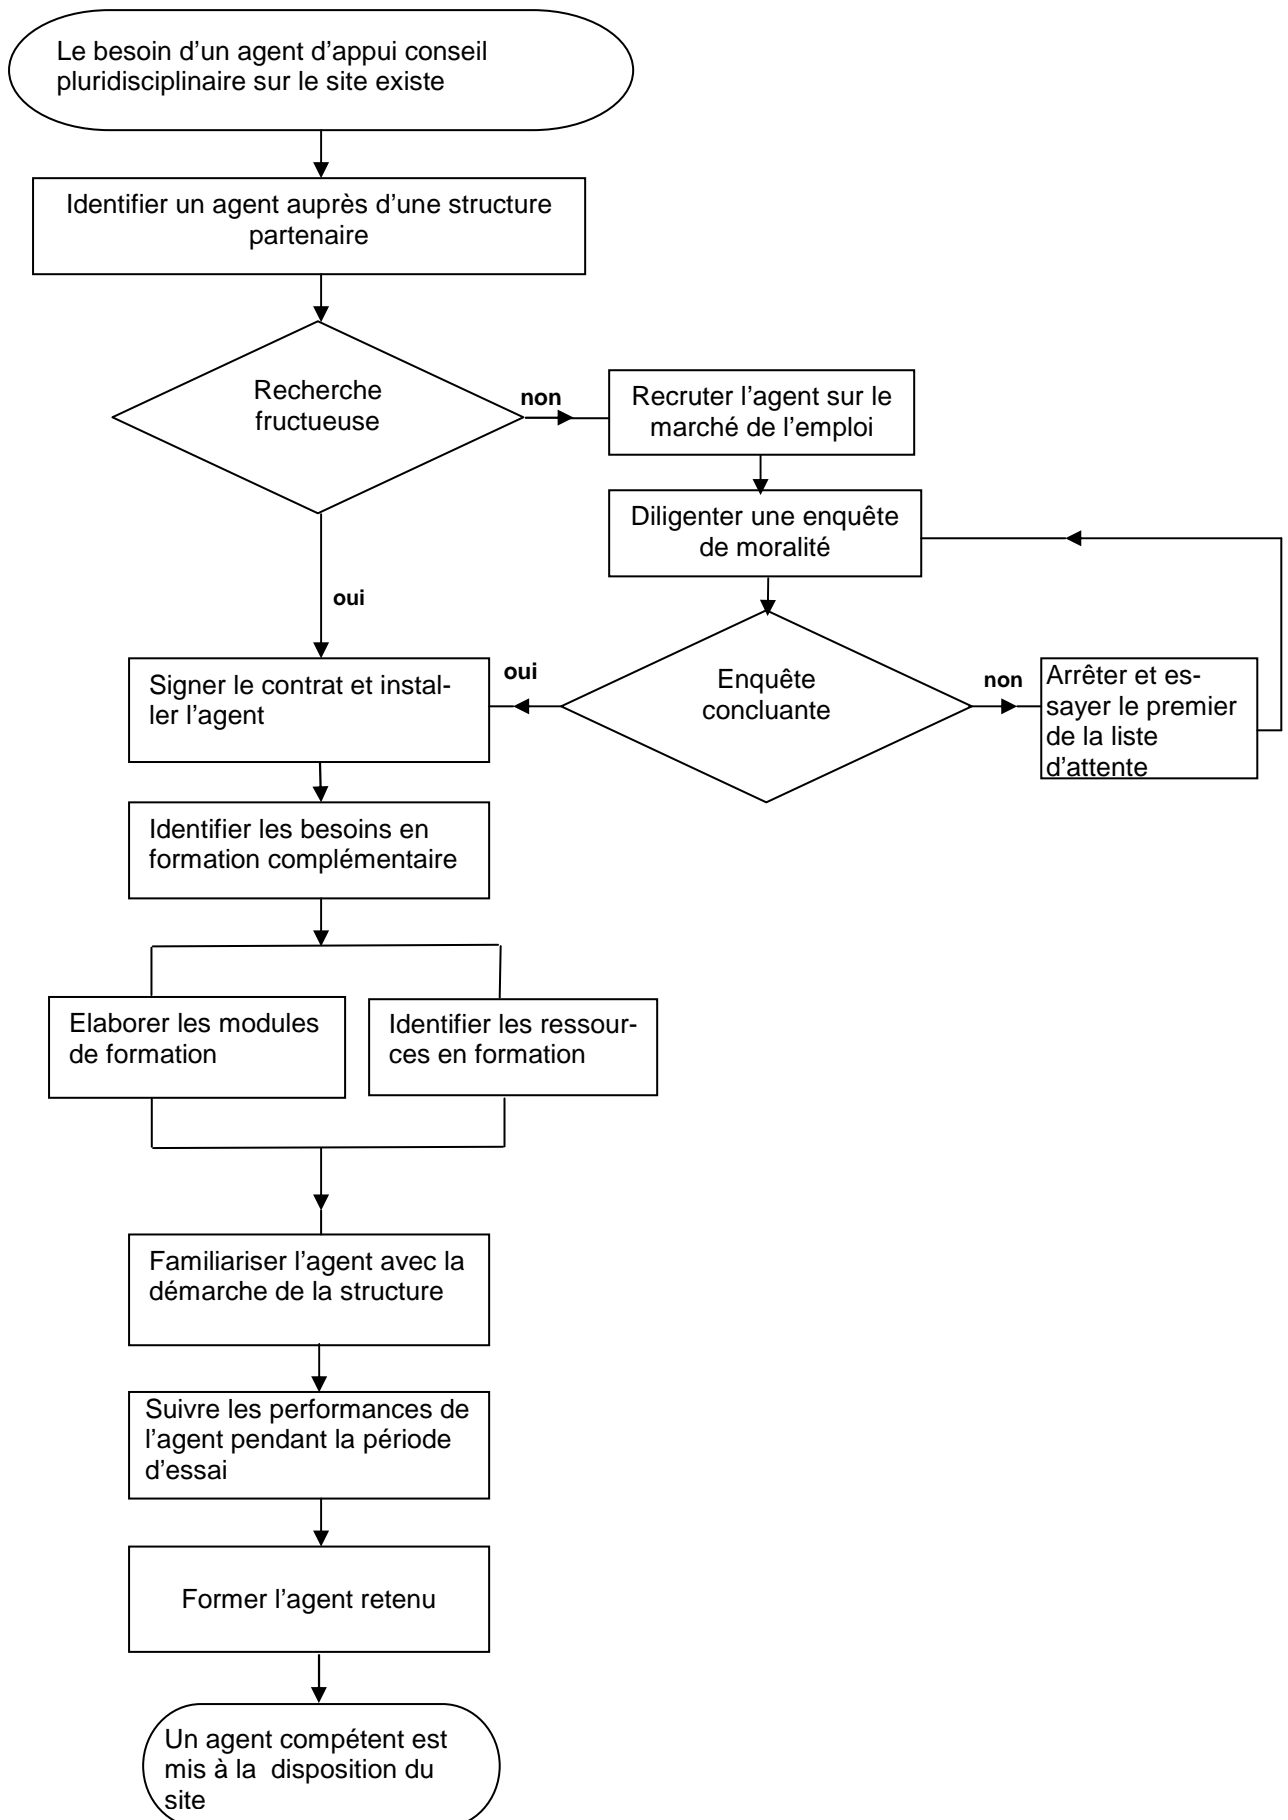 Le besoin d’un agent d’appui conseil
pluridisciplinaire sur le site existe
Identifier un agent auprès d’une structure
partenaire
Recherche
fructueuse
non
Recruter l’agent sur le
marché de l’emploi
Diligenter une enquête
de moralité
oui
Enquête
concluante
oui
non
Arrêter et es-
sayer le premier
de la liste
d’attente
Signer le contrat et instal-
ler l’agent
Identifier les besoins en
formation complémentaire
Elaborer les modules
de formation
Identifier les ressour-
ces en formation
Familiariser l’agent avec la
démarche de la structure
Suivre les performances de
l’agent pendant la période
d’essai
Former l’agent retenu
Un agent compétent est
mis à la disposition du
site